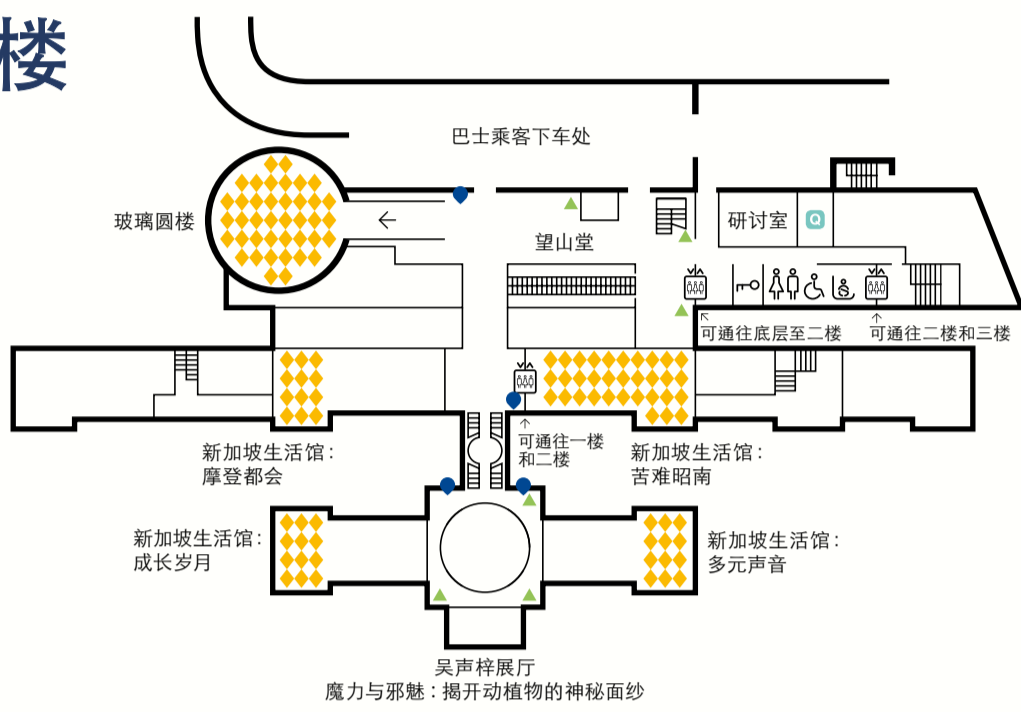 楼
巴士乘客下车处
玻璃圆楼
望山堂
研讨室
Q
可通往底层至二楼
可通往二楼和三楼
可通往一楼
和二楼
新加坡生活馆：
摩登都会
新加坡生活馆：
苦难昭南
新加坡生活馆：
成长岁月
新加坡生活馆：
多元声音
吴声梓展厅
魔力与邪魅：揭开动植物的神秘面纱